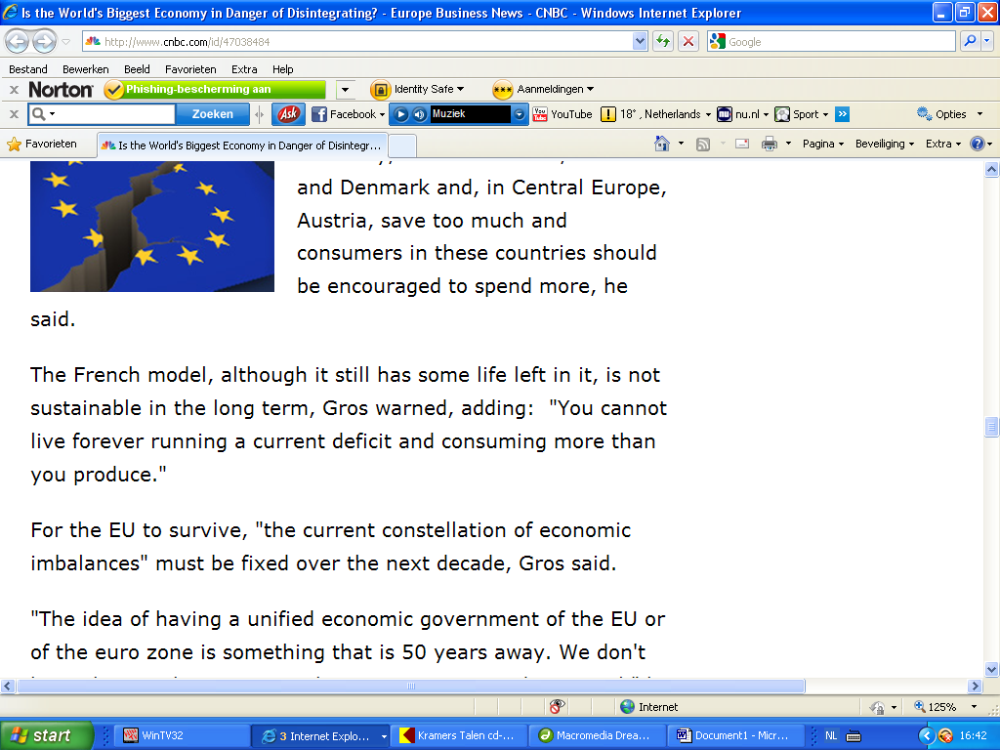 Is the World's Biggest Economy in Danger of Disintegrating? - Europe Business News - CNBC - Windows Internet Explorer
http://www.cnbc.com/id/47038484
Google
Bestand Bewerken Beeld Favorieten Extra Help
x Norton Phishing-bescherming aan Identity Safe Aanmeldingen
x Zoeken Ask Facebook Muziek You Tube YouTube 18°, Netherlands nu.nl Sport Opties
Favorieten Is the World's Biggest Economy in Danger of Disintegr... Pagina Beveiliging Extra
and Denmark and, in Central Europe,
Austria, save too much and
consumers in these countries should
be encouraged to spend more, he
said.
The French model, although it still has some life left in it, is not
sustainable in the long term, Gros warned, adding:  "You cannot
live forever running a current deficit and consuming more than
you produce."
For the EU to survive, "the current constellation of economic
imbalances" must be fixed over the next decade, Gros said.
"The idea of having a unified economic government of the EU or
of the euro zone is something that is 50 years away. We don't
Internet 125%
start WinTV32 3 Internet Explo... Kramers Talen cd-... Macromedia Drea... Document1 - Micr... NL 16:42